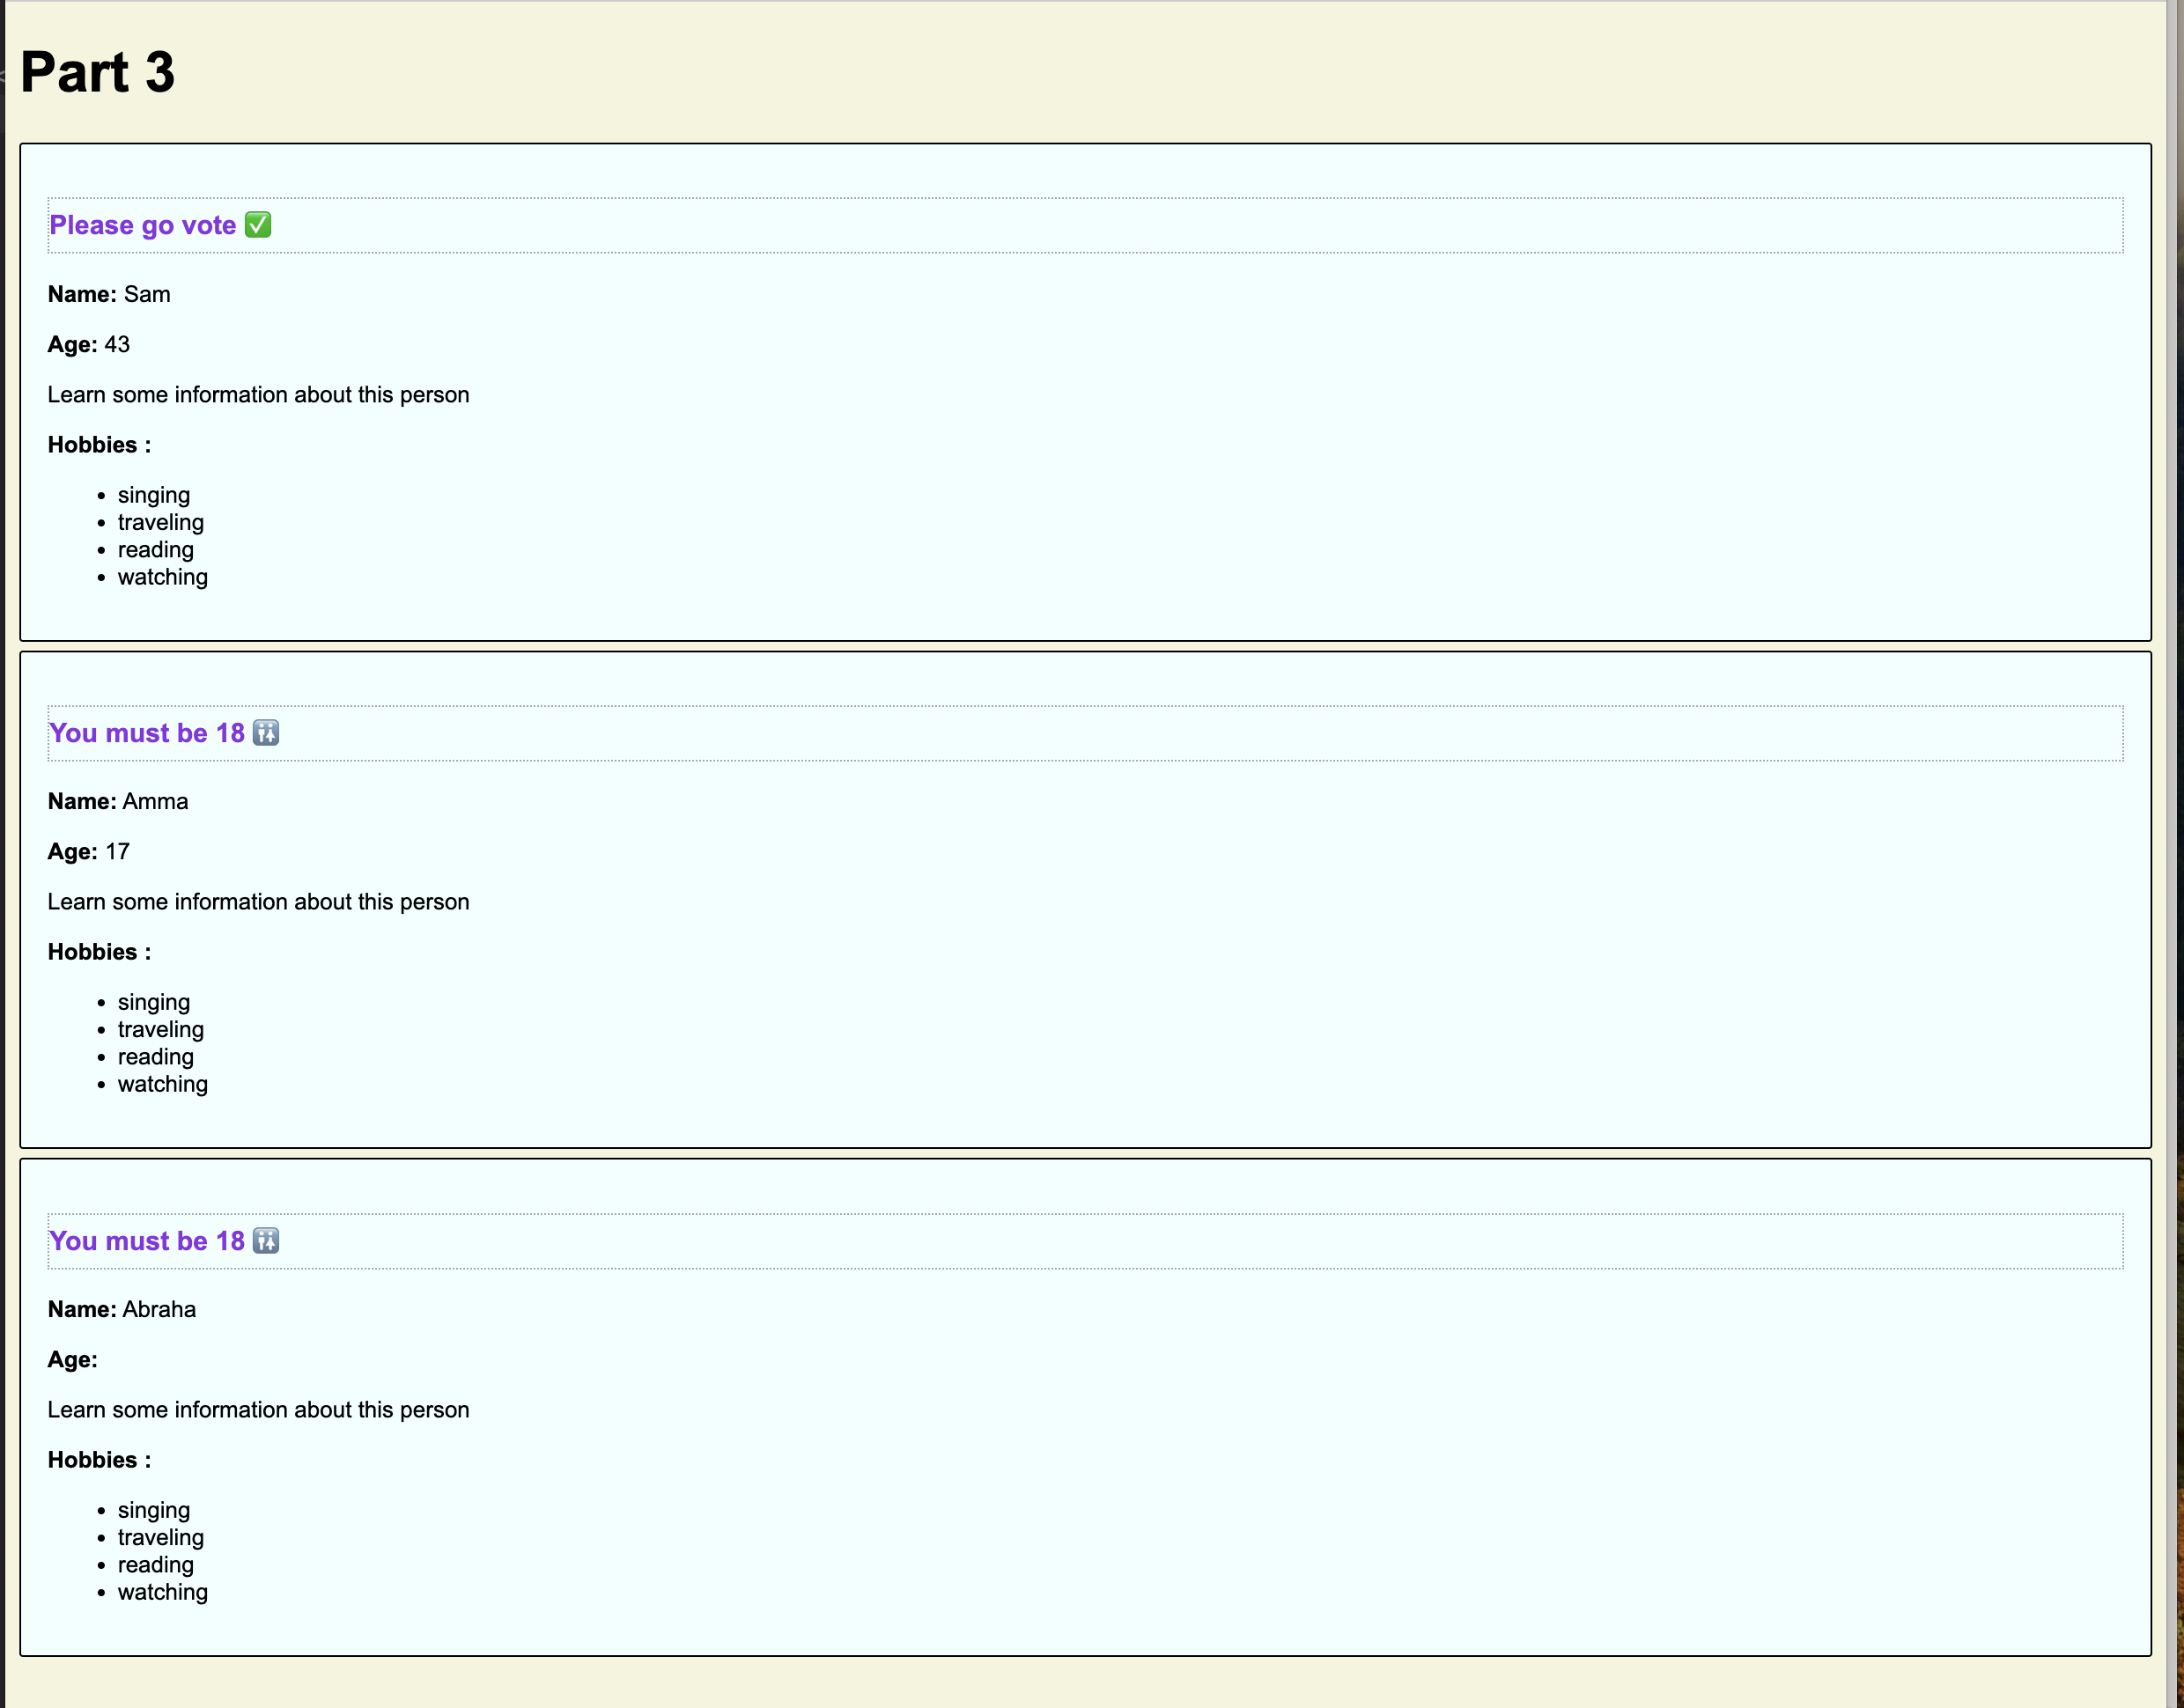 Part 3
Please go vote ✅
Name: Sam
Age: 43
Learn some information about this person
Hobbies :
• singing
• traveling
• reading
• watching
You must be 18 🚻
Name: Amma
Age: 17
Learn some information about this person
Hobbies :
• singing
• traveling
• reading
• watching
You must be 18 🚻
Name: Abraha
Age:
Learn some information about this person
Hobbies :
• singing
• traveling
• reading
• watching